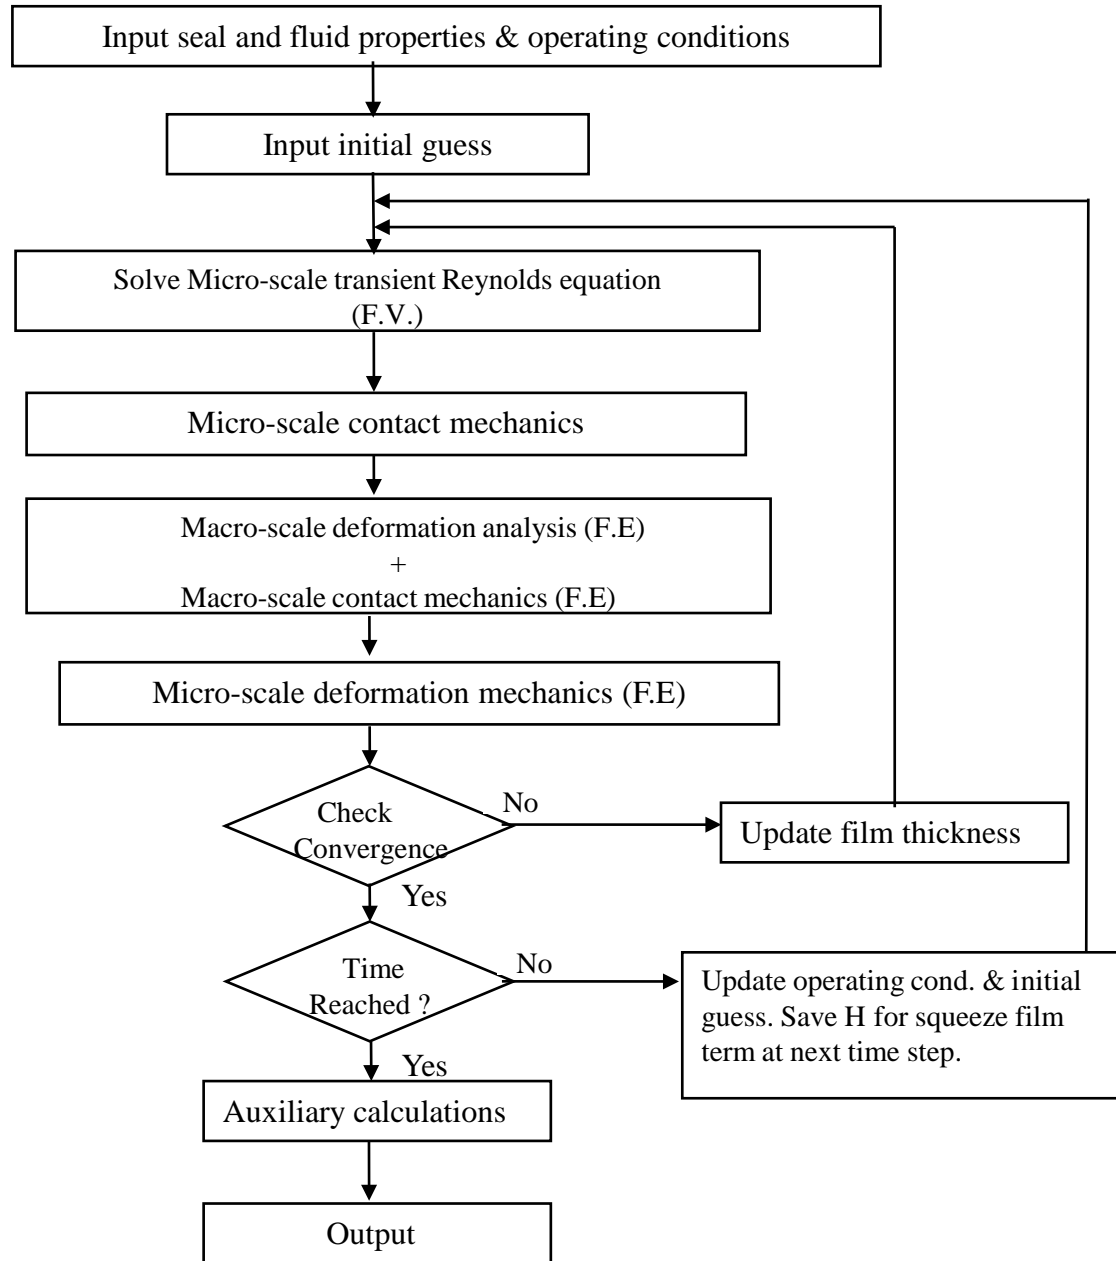 Input seal and fluid properties & operating conditions
Input initial guess
Solve Micro-scale transient Reynolds equation
(F.V.)
Micro-scale contact mechanics
Macro-scale deformation analysis (F.E)
+
Macro-scale contact mechanics (F.E)
Micro-scale deformation mechanics (F.E)
Check
Convergence
No
Update film thickness
Yes
Time
Reached ?
No
Update operating cond. & initial
guess. Save H for squeeze film
term at next time step.
Yes
Auxiliary calculations
Output